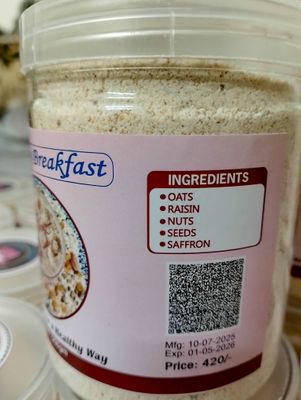 Breakfast
INGREDIENTS
• OATS
• RAISIN
• NUTS
• SEEDS
• SAFFRON
a Healthy Way
Mfg: 10-07-2025
Exp: 01-05-2026
Price: 420/-